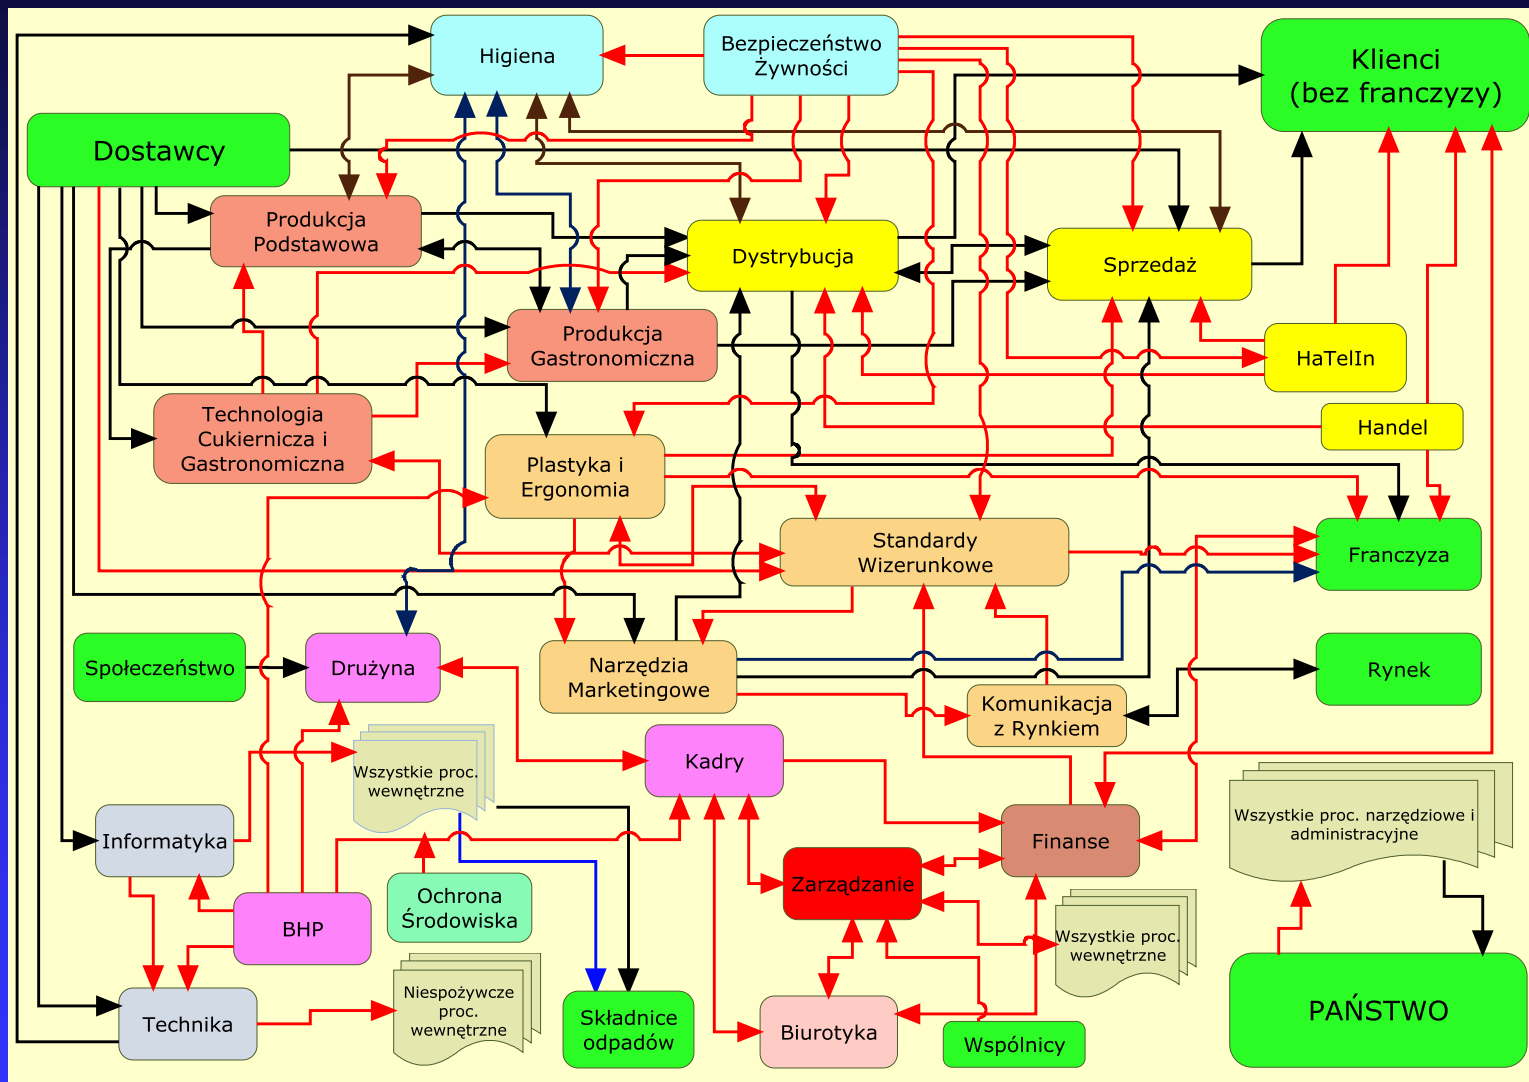 Higiena
Bezpieczeństwo
Żywności
Klienci
(bez franczyzy)
Dostawcy
Produkcja
Podstawowa
Dystrybucja
Sprzedaż
Produkcja
Gastronomiczna
HaTelIn
Technologia
Cukiernicza i
Gastronomiczna
Handel
Plastyka i
Ergonomia
Standardy
Wizerunkowe
Franczyza
Społeczeństwo
Drużyna
Narzędzia
Marketingowe
Rynek
Komunikacja
z Rynkiem
Wszystkie proc.
wewnętrzne
Kadry
Informatyka
Finanse
Wszystkie proc. narzędziowe i
administracyjne
Zarządzanie
Ochrona
Środowiska
BHP
Wszystkie proc.
wewnętrzne
Niespożywcze
proc.
wewnętrzne
Technika
Składnice
odpadów
Biurotyka
Wspólnicy
PAŃSTWO